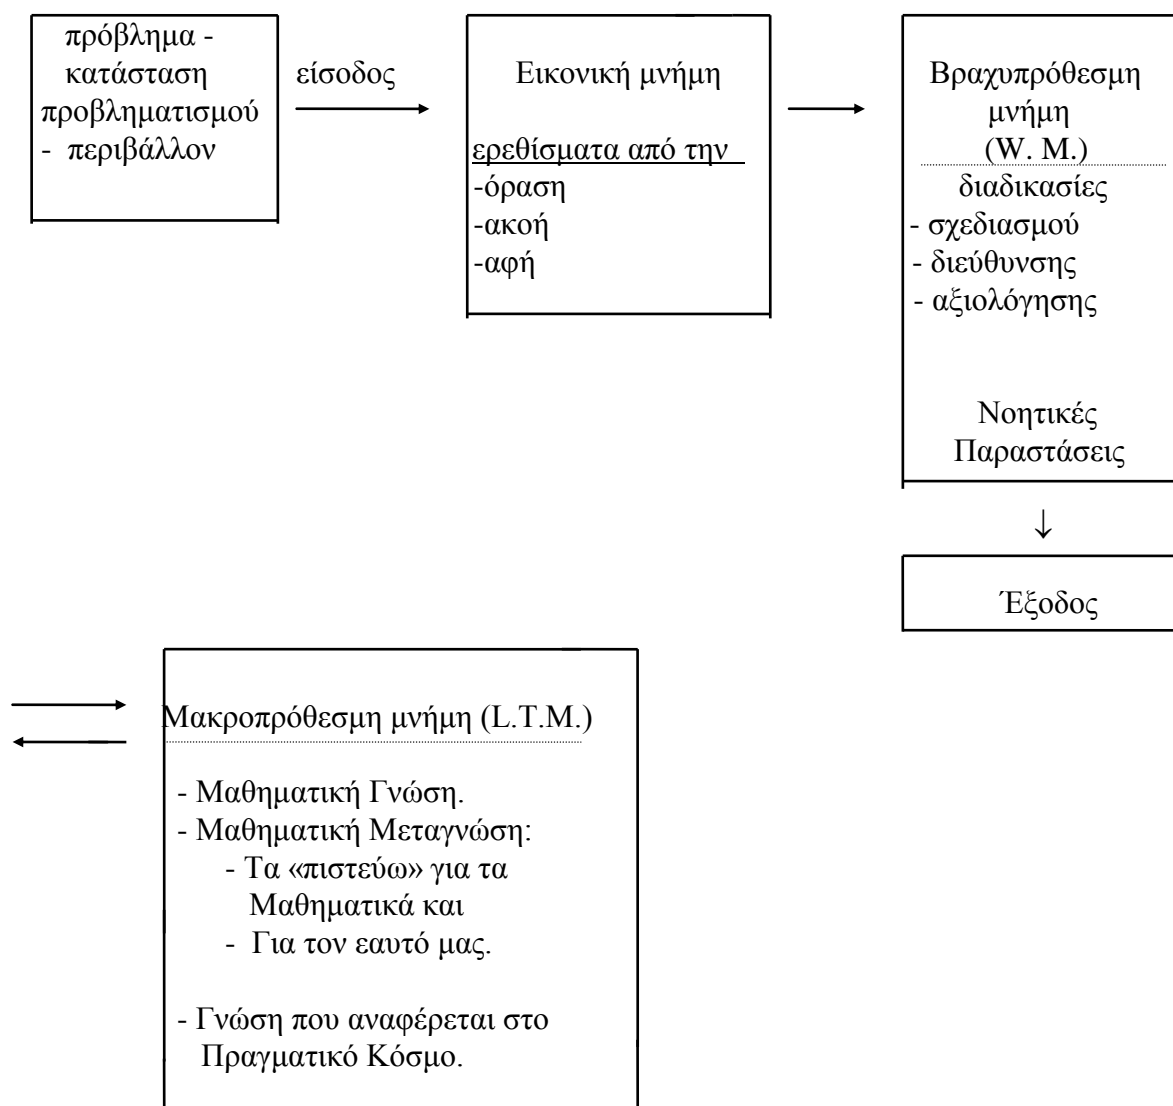 πρόβλημα -
κατάσταση
προβληματισμού
- περιβάλλον
είσοδος
Εικονική μνήμη
ερεθίσματα από την
-όραση
-ακοή
-αφή
Βραχυπρόθεσμη
μνήμη
(W. M.)
διαδικασίες
- σχεδιασμού
- διεύθυνσης
- αξιολόγησης
Νοητικές
Παραστάσεις
↓
Έξοδος
Μακροπρόθεσμη μνήμη (L.T.M.)
- Μαθηματική Γνώση.
- Μαθηματική Μεταγνώση:
- Τα «πιστεύω» για τα
Μαθηματικά και
- Για τον εαυτό μας.
- Γνώση που αναφέρεται στο
Πραγματικό Κόσμο.